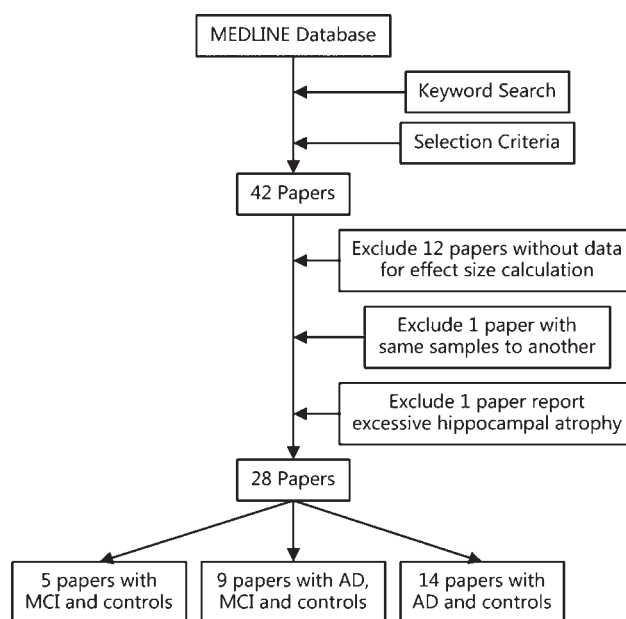 MEDLINE Database
Keyword Search
Selection Criteria
42 Papers
Exclude 12 papers without data
for effect size calculation
Exclude 1 paper with
same samples to another
Exclude 1 paper report
excessive hippocampal atrophy
28 Papers
5 papers with
MCI and controls
9 papers with AD,
MCI and controls
14 papers with
AD and controls